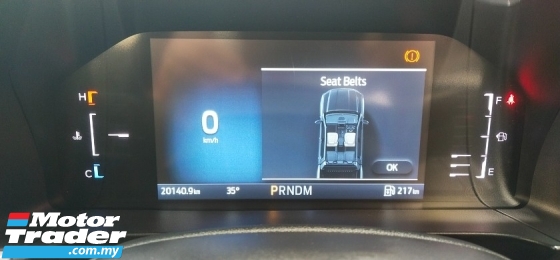 Seat Belts
H
F
0
km/h
OK
C
E
20140.9 km
35°
PRNDM
217 km
Motor
Trader
.com.my